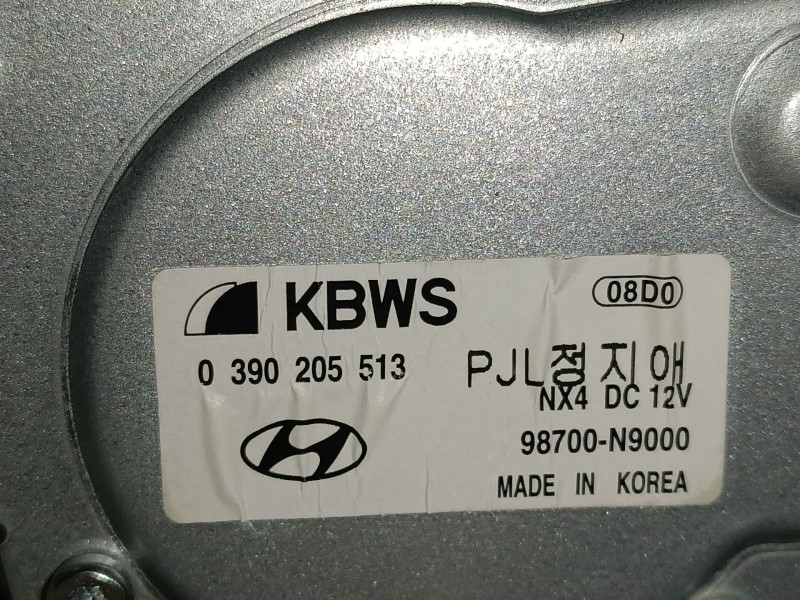 KBWS
08D0
0 390 205 513
PJL정지애
NX4 DC 12V
98700-N9000
MADE IN KOREA